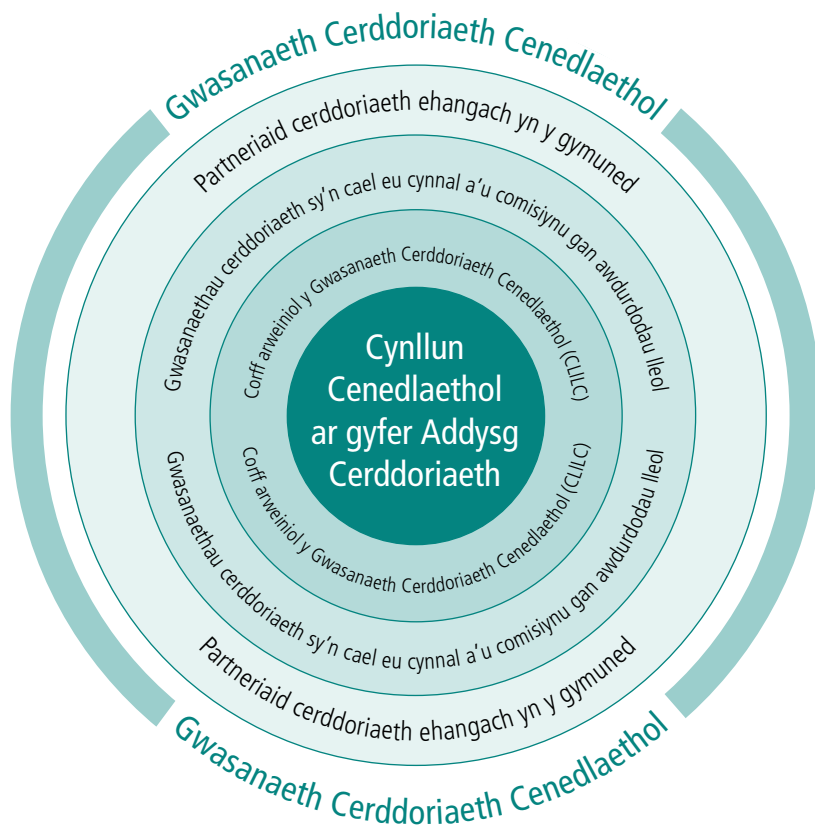 Gwasanaeth Cerddoriaeth Cenedlaethol
Partneriaid cerddoriaeth ehangach yn y gymuned
Gwasanaethau cerddoriaeth sy'n cael eu cynnal a'u comisiynu gan awdurdodau lleol
Corff arweiniol y Gwasanaeth Cerddoriaeth Cenedlaethol (CLILC)
Cynllun
Cenedlaethol
ar gyfer Addysg
Cerddoriaeth
Corff arweiniol y Gwasanaeth Cerddoriaeth Cenedlaethol (CLILC)
Gwasanaethau cerddoriaeth sy'n cael eu cynnal a'u comisiynu gan awdurdodau lleol
Partneriaid cerddoriaeth ehangach yn y gymuned
Gwasanaeth Cerddoriaeth Cenedlaethol